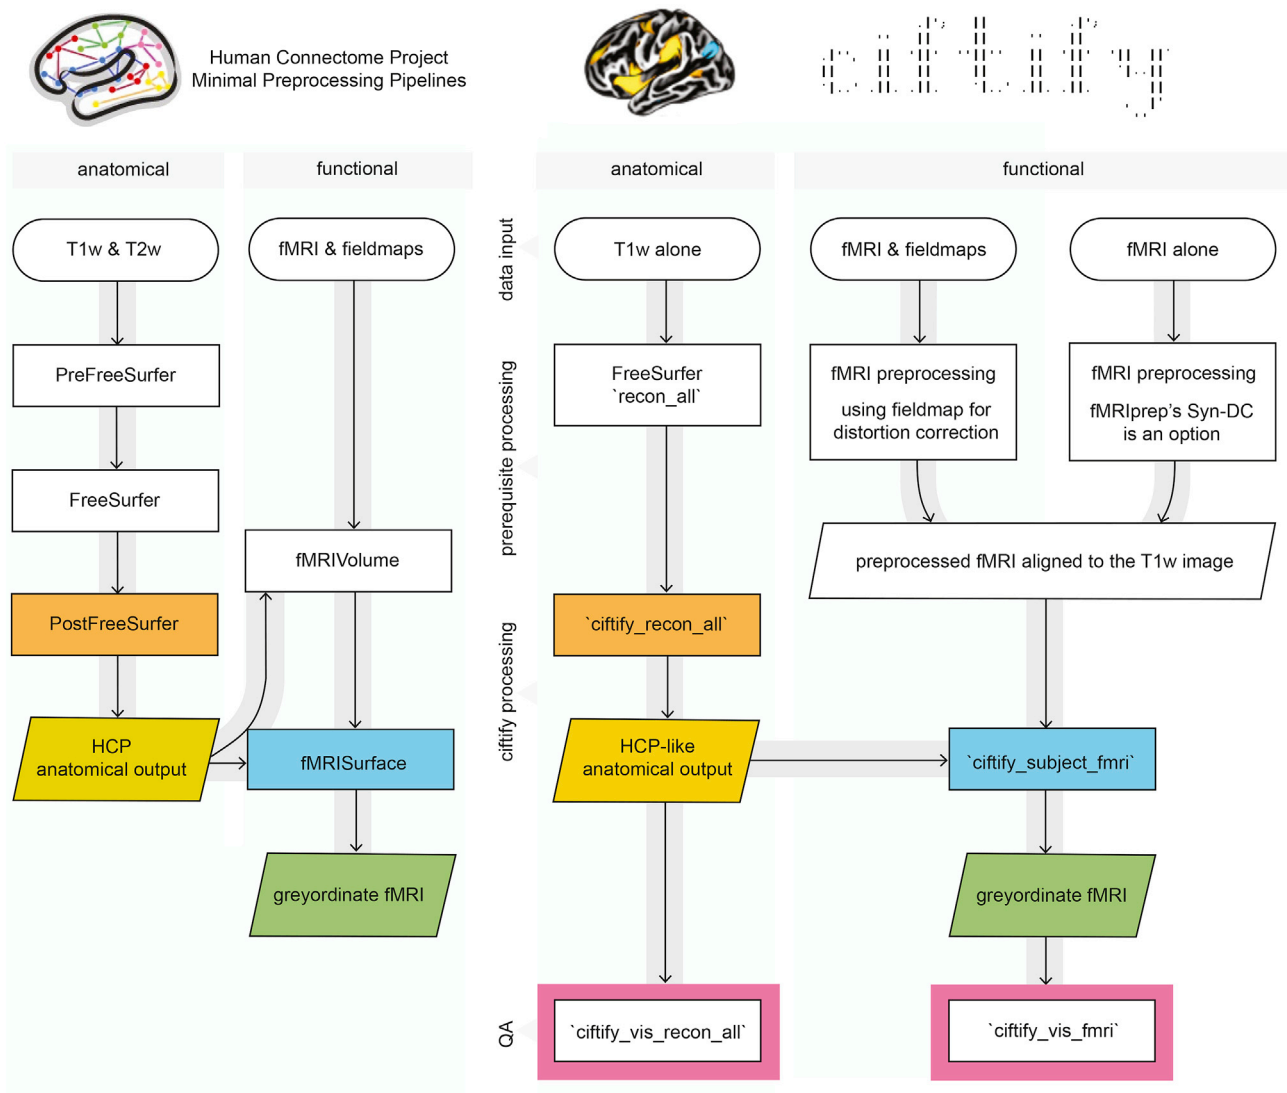 Human Connectome Project
Minimal Preprocessing Pipelines
ciftify
anatomical
functional
anatomical
functional
T1w & T2w
fMRI & fieldmaps
data input
T1w alone
fMRI & fieldmaps
fMRI alone
PreFreeSurfer
FreeSurfer
PostFreeSurfer
HCP
anatomical output
fMRIVolume
fMRISurface
greyordinate fMRI
prerequisite processing
FreeSurfer
`recon_all`
fMRI preprocessing
using fieldmap for
distortion correction
fMRI preprocessing
fMRIprep's Syn-DC
is an option
preprocessed fMRI aligned to the T1w image
ciftify processing
`ciftify_recon_all`
HCP-like
anatomical output
`ciftify_subject_fmri`
greyordinate fMRI
QA
`ciftify_vis_recon_all`
`ciftify_vis_fmri`